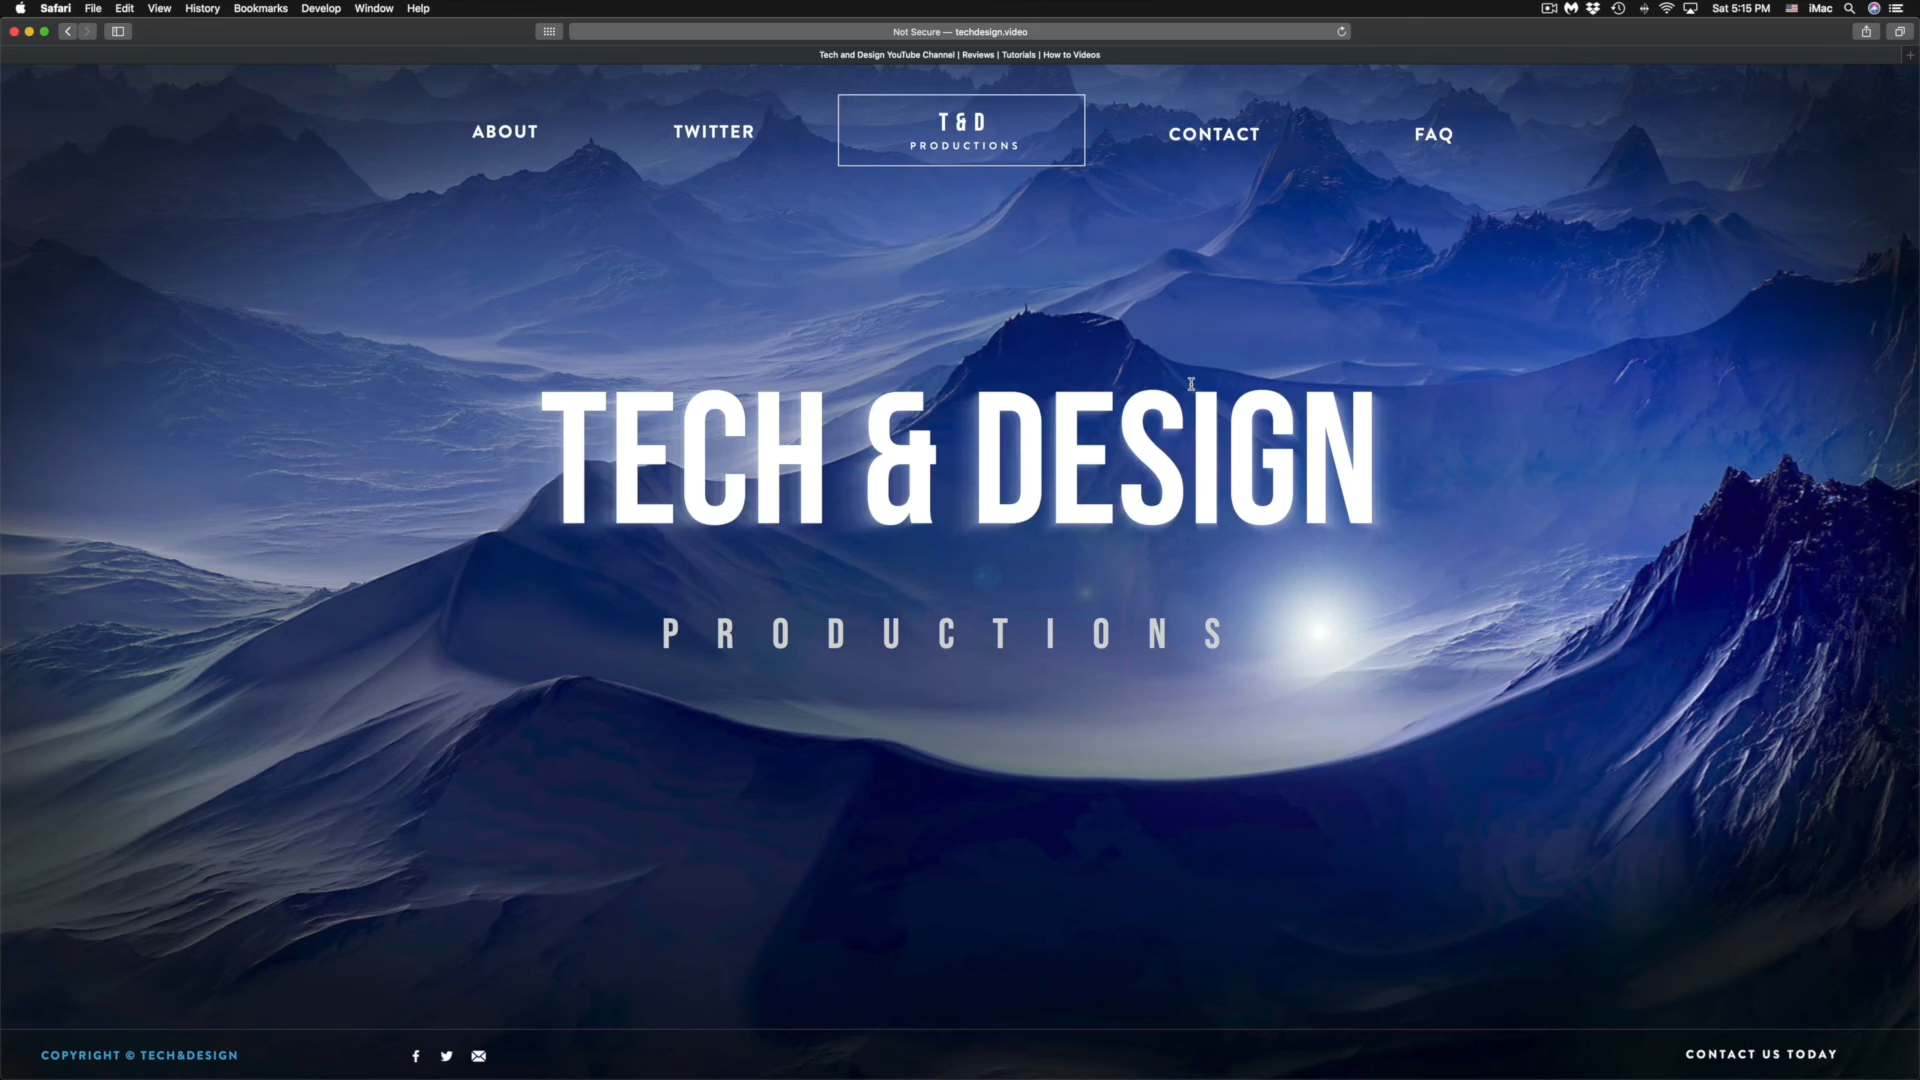 Safari File Edit View History Bookmarks Develop Window Help
Sat 5:15 PM iMac
Not Secure — techdesign.video
Tech and Design YouTube Channel | Reviews | Tutorials | How to Videos
ABOUT TWITTER CONTACT FAQ
T&D
PRODUCTIONS
TECH & DESIGN
PRODUCTIONS
COPYRIGHT © TECH&DESIGN
CONTACT US TODAY